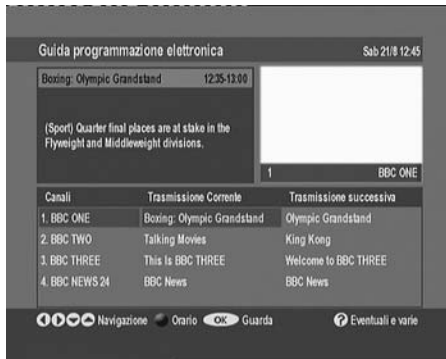 Guida programmazione elettronica Sab 21/8 12:45
Boxing: Olympic Grandstand 12:35-13:00
(Sport) Quarter final places are at stake in the
Flyweight and Middleweight divisions.
1 BBC ONE
Canali Trasmissione Corrente Trasmissione successiva
1. BBC ONE Boxing: Olympic Grandstand Olympic Grandstand
2. BBC TWO Talking Movies King Kong
3. BBC THREE This Is BBC THREE Welcome to BBC THREE
4. BBC NEWS 24 BBC News BBC News
Navigazione Orario OK Guarda ? Eventuali e varie